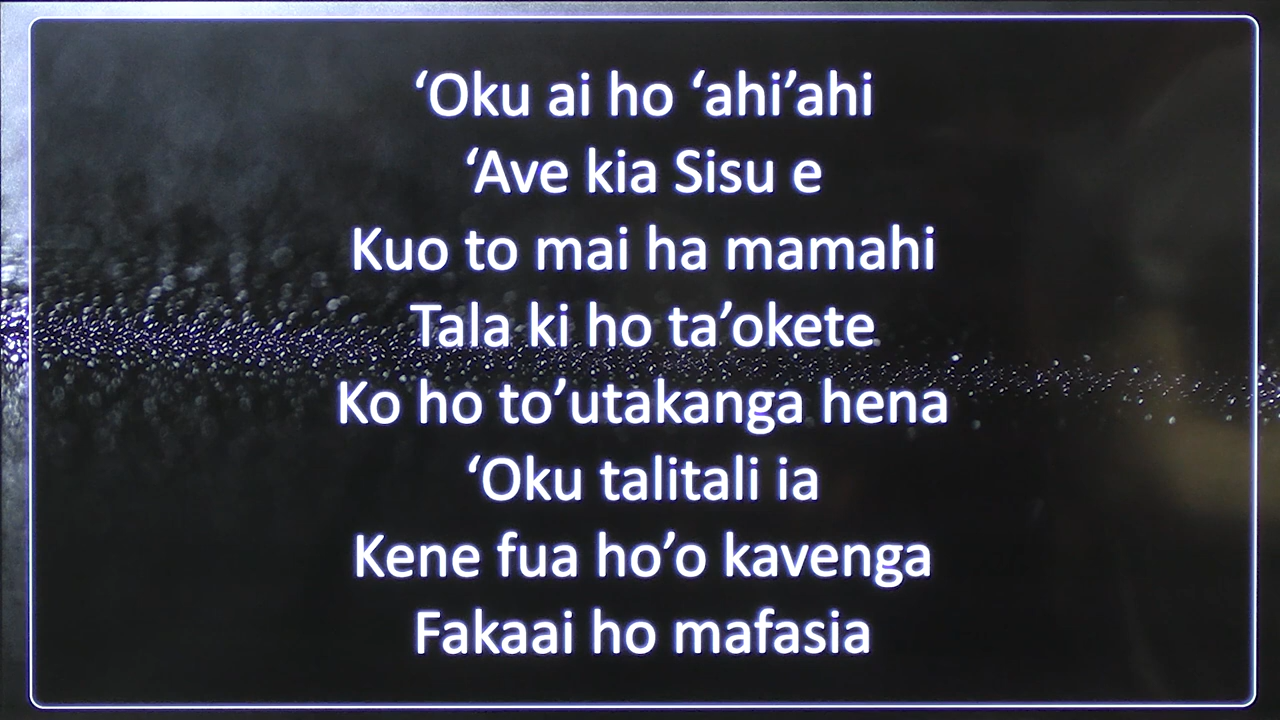 ‘Oku ai ho ‘ahi’ahi
‘Ave kia Sisu e
Kuo to mai ha mamahi
Tala ki ho ta’okete
Ko ho to’utakanga hena
‘Oku talitali ia
Kene fua ho’o kavenga
Fakaai ho mafasia